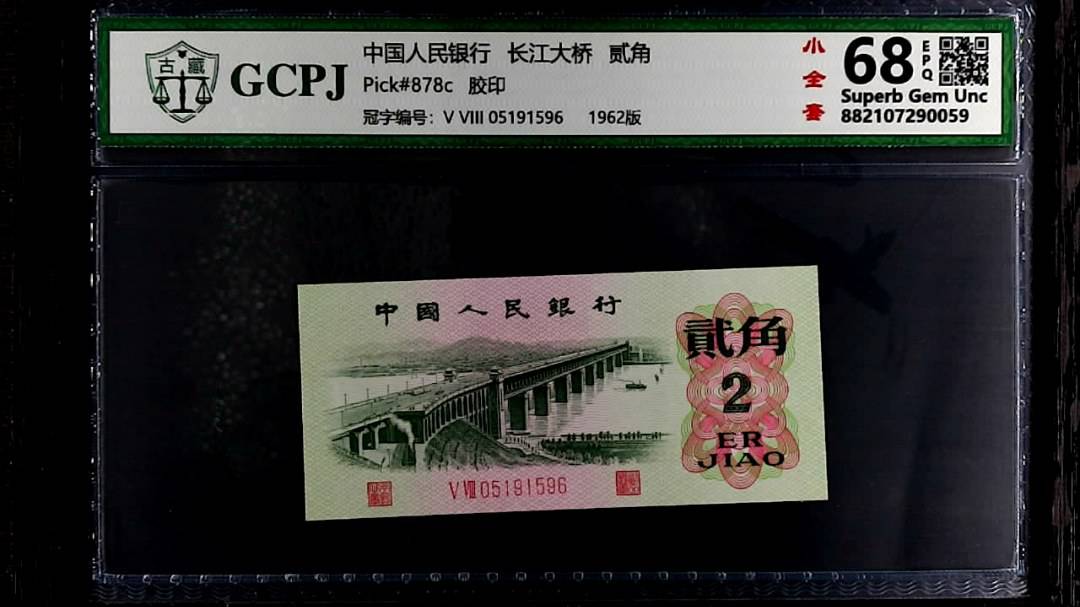 古藏
GCPJ
中国人民银行 长江大桥 贰角
Pick#878c 胶印
冠字编号: V VIII 05191596 1962版
小全套
68
EPQ
Superb Gem Unc
882107290059
中國人民銀行
貳角
2
ER
JIAO
V VIII 05191596